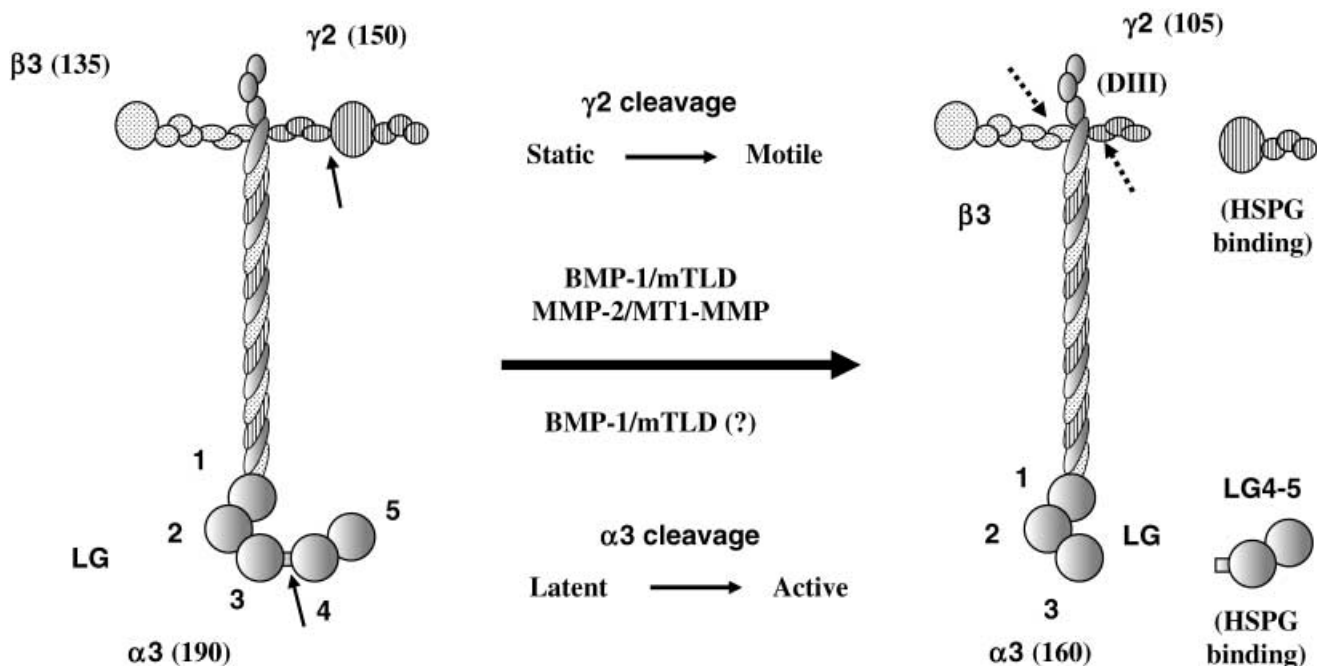 γ2 (150)
β3 (135)
γ2 cleavage
Static
Motile
BMP-1/mTLD
MMP-2/MT1-MMP
BMP-1/mTLD (?)
α3 cleavage
Latent
Active
1
2
3
4
5
LG
α3 (190)
γ2 (105)
(DIII)
β3
(HSPG
binding)
1
2
3
LG
α3 (160)
LG4-5
(HSPG
binding)